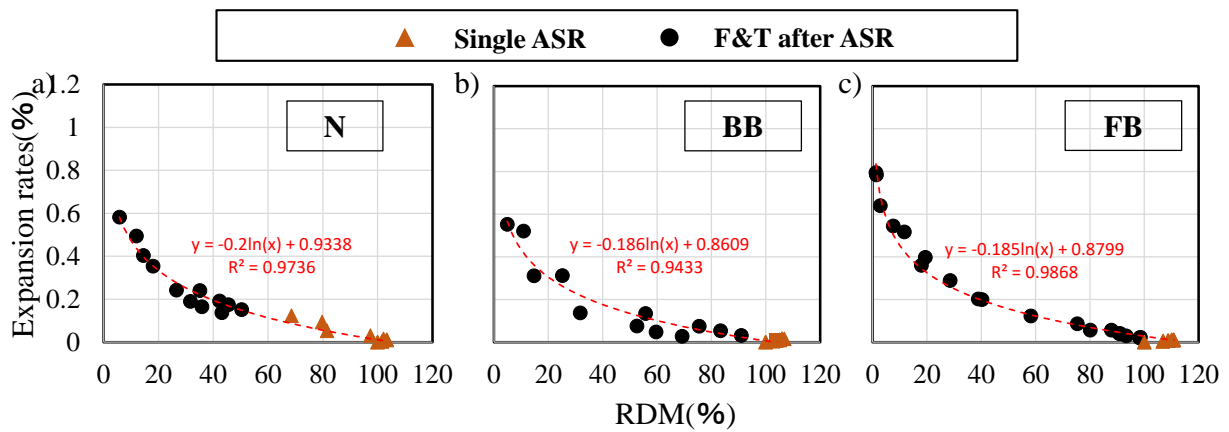 Single ASR F&T after ASR
a) b) c)
Expansion rates(%)
1.2
1
0.8
0.6
0.4
0.2
0
N
y = -0.2ln(x) + 0.9338
R² = 0.9736
0 20 40 60 80 100 120
BB
y = -0.186ln(x) + 0.8609
R² = 0.9433
0 20 40 60 80 100 120
FB
y = -0.185ln(x) + 0.8799
R² = 0.9868
0 20 40 60 80 100 120
RDM(%)